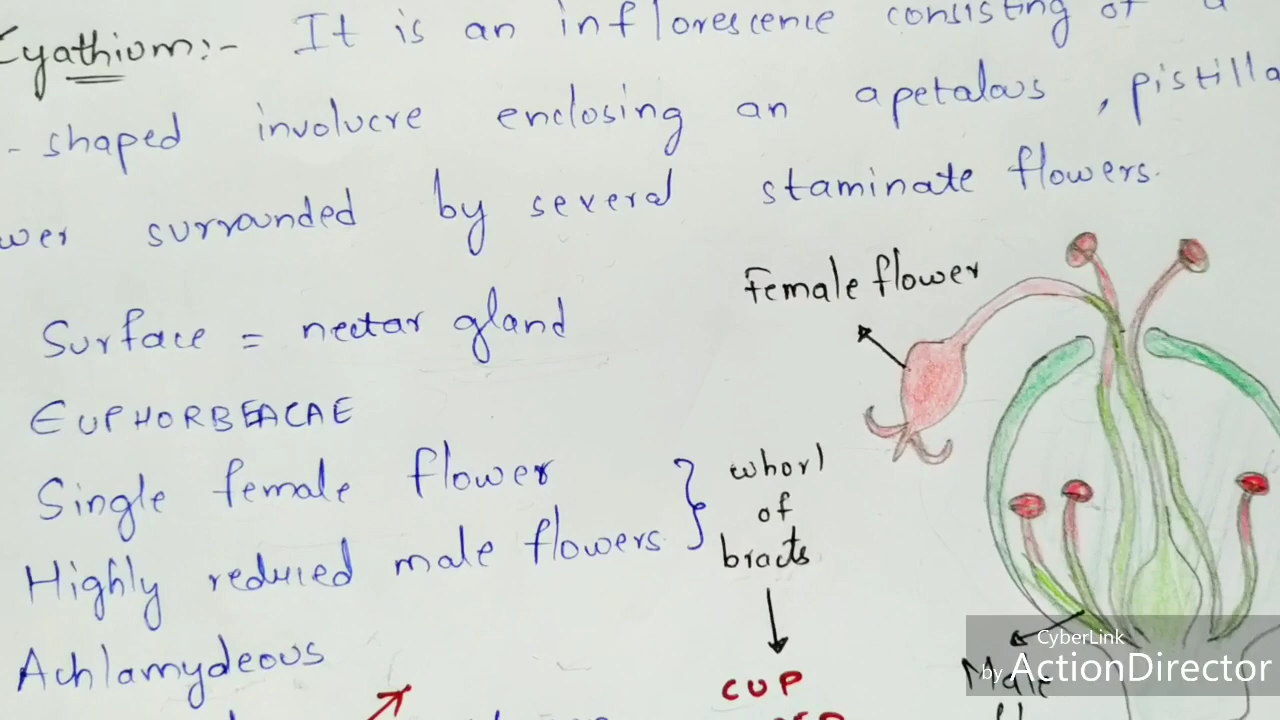 Cyathium:- It is an inflorescence consisting of a
- shaped involucre enclosing an apetalous, pistilla
wer surrounded by several staminate flowers.
Female flower
Surface = nectar gland
EUPHORBEACAE
Single female flower
Highly reduced male flowers
whorl
of
bracts
Achlamydeous
CUP
Male
CyberLink
by ActionDirector